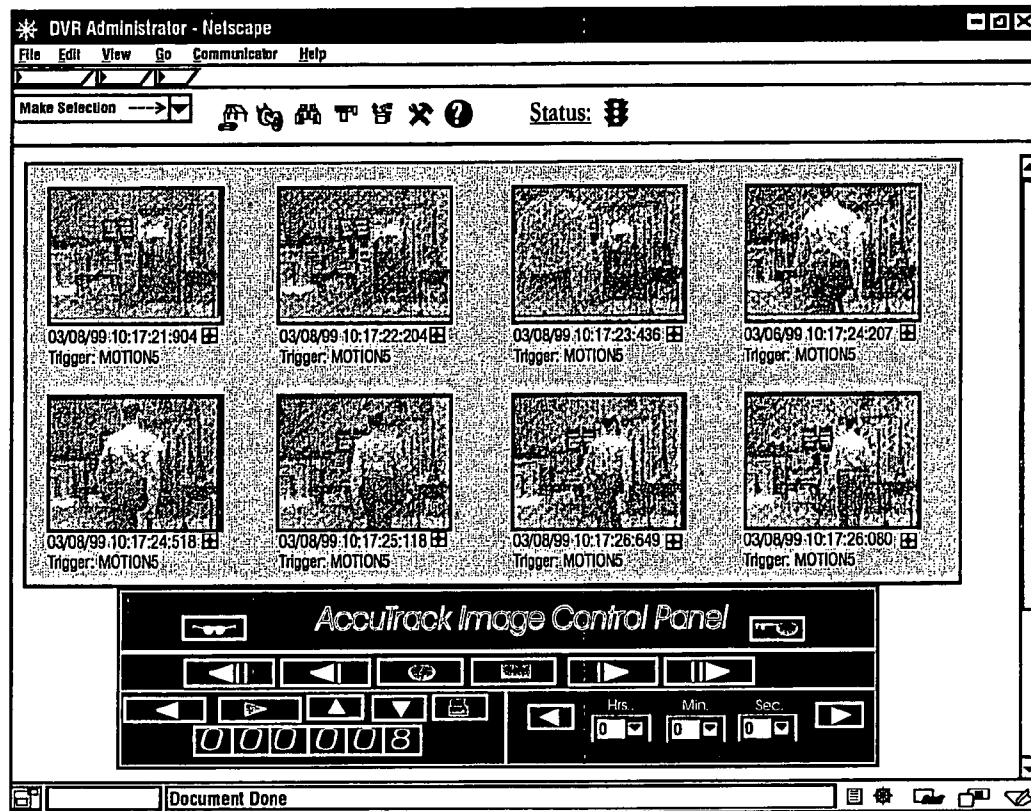 DVR Administrator - Netscape
File Edit View Go Communicator Help
Make Selection --->
Status:
03/08/99 10:17:21:904 03/08/99 10:17:22:204 03/08/99 10:17:23:436 03/06/99 10:17:24:207
Trigger: MOTION5 Trigger: MOTION5 Trigger: MOTION5 Trigger: MOTION5
03/08/99 10:17:24:518 03/08/99 10:17:25:118 03/08/99 10:17:26:649 03/08/99 10:17:26:080
Trigger: MOTION5 Trigger: MOTION5 Trigger: MOTION5 Trigger: MOTION5
AccuTrack Image Control Panel
Hrs.. Min. Sec.
0 0 0
000008
Document Done